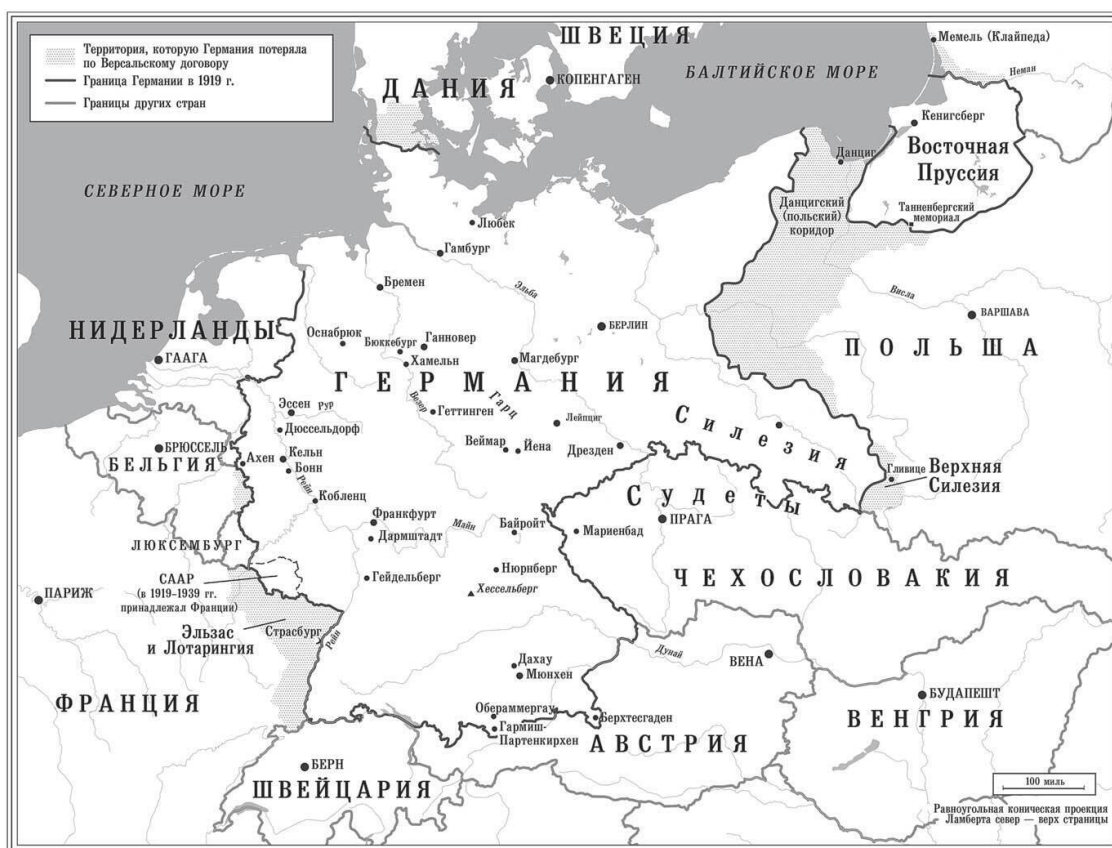 Территория, которую Германия потеряла
по Версальскому договору
Граница Германии в 1919 г.
Границы других стран
ШВЕЦИЯ
КОПЕНГАГЕН
ДАНИЯ
БАЛТИЙСКОЕ МОРЕ
Мемель (Клайпеда)
Неман
Кенигсберг
Восточная
Пруссия
Данциг
Данцигский
(польский)
коридор
Танненбергский
мемориал
СЕВЕРНОЕ МОРЕ
Любек
Гамбург
Бремен
Эльба
Висла
ВАРШАВА
ПОЛЬША
НИДЕРЛАНДЫ
ГААГА
Оснабрюк
Бюккебург
Ганновер
Хамельн
БЕРЛИН
Магдебург
ГЕРМАНИЯ
Эссен
Рур
Дюссельдорф
Везер
Геттинген
Гарц
Лейпциг
Силезия
БРЮССЕЛЬ
БЕЛЬГИЯ
Ахен
Кельн
Бонн
Рейн
Веймар
Йена
Дрезден
Гливице
Верхняя
Силезия
Кобленц
Судеты
Франкфурт
Майн
Дармштадт
Байройт
Мариенбад
ПРАГА
ЛЮКСЕМБУРГ
СААР
(в 1919–1939 гг.
принадлежал Франции)
Гейдельберг
Нюрнберг
Хессельберг
ЧЕХОСЛОВАКИЯ
ПАРИЖ
Эльзас
и Лотарингия
Страсбург
Рейн
Дунай
ВЕНА
Дахау
Мюнхен
ФРАНЦИЯ
Обераммергау
Гармиш-
Партенкирхен
Берхтесгаден
АВСТРИЯ
БУДАПЕШТ
ВЕНГРИЯ
БЕРН
ШВЕЙЦАРИЯ
100 миль
Равноугольная коническая проекция
Ламберта север — верх страницы